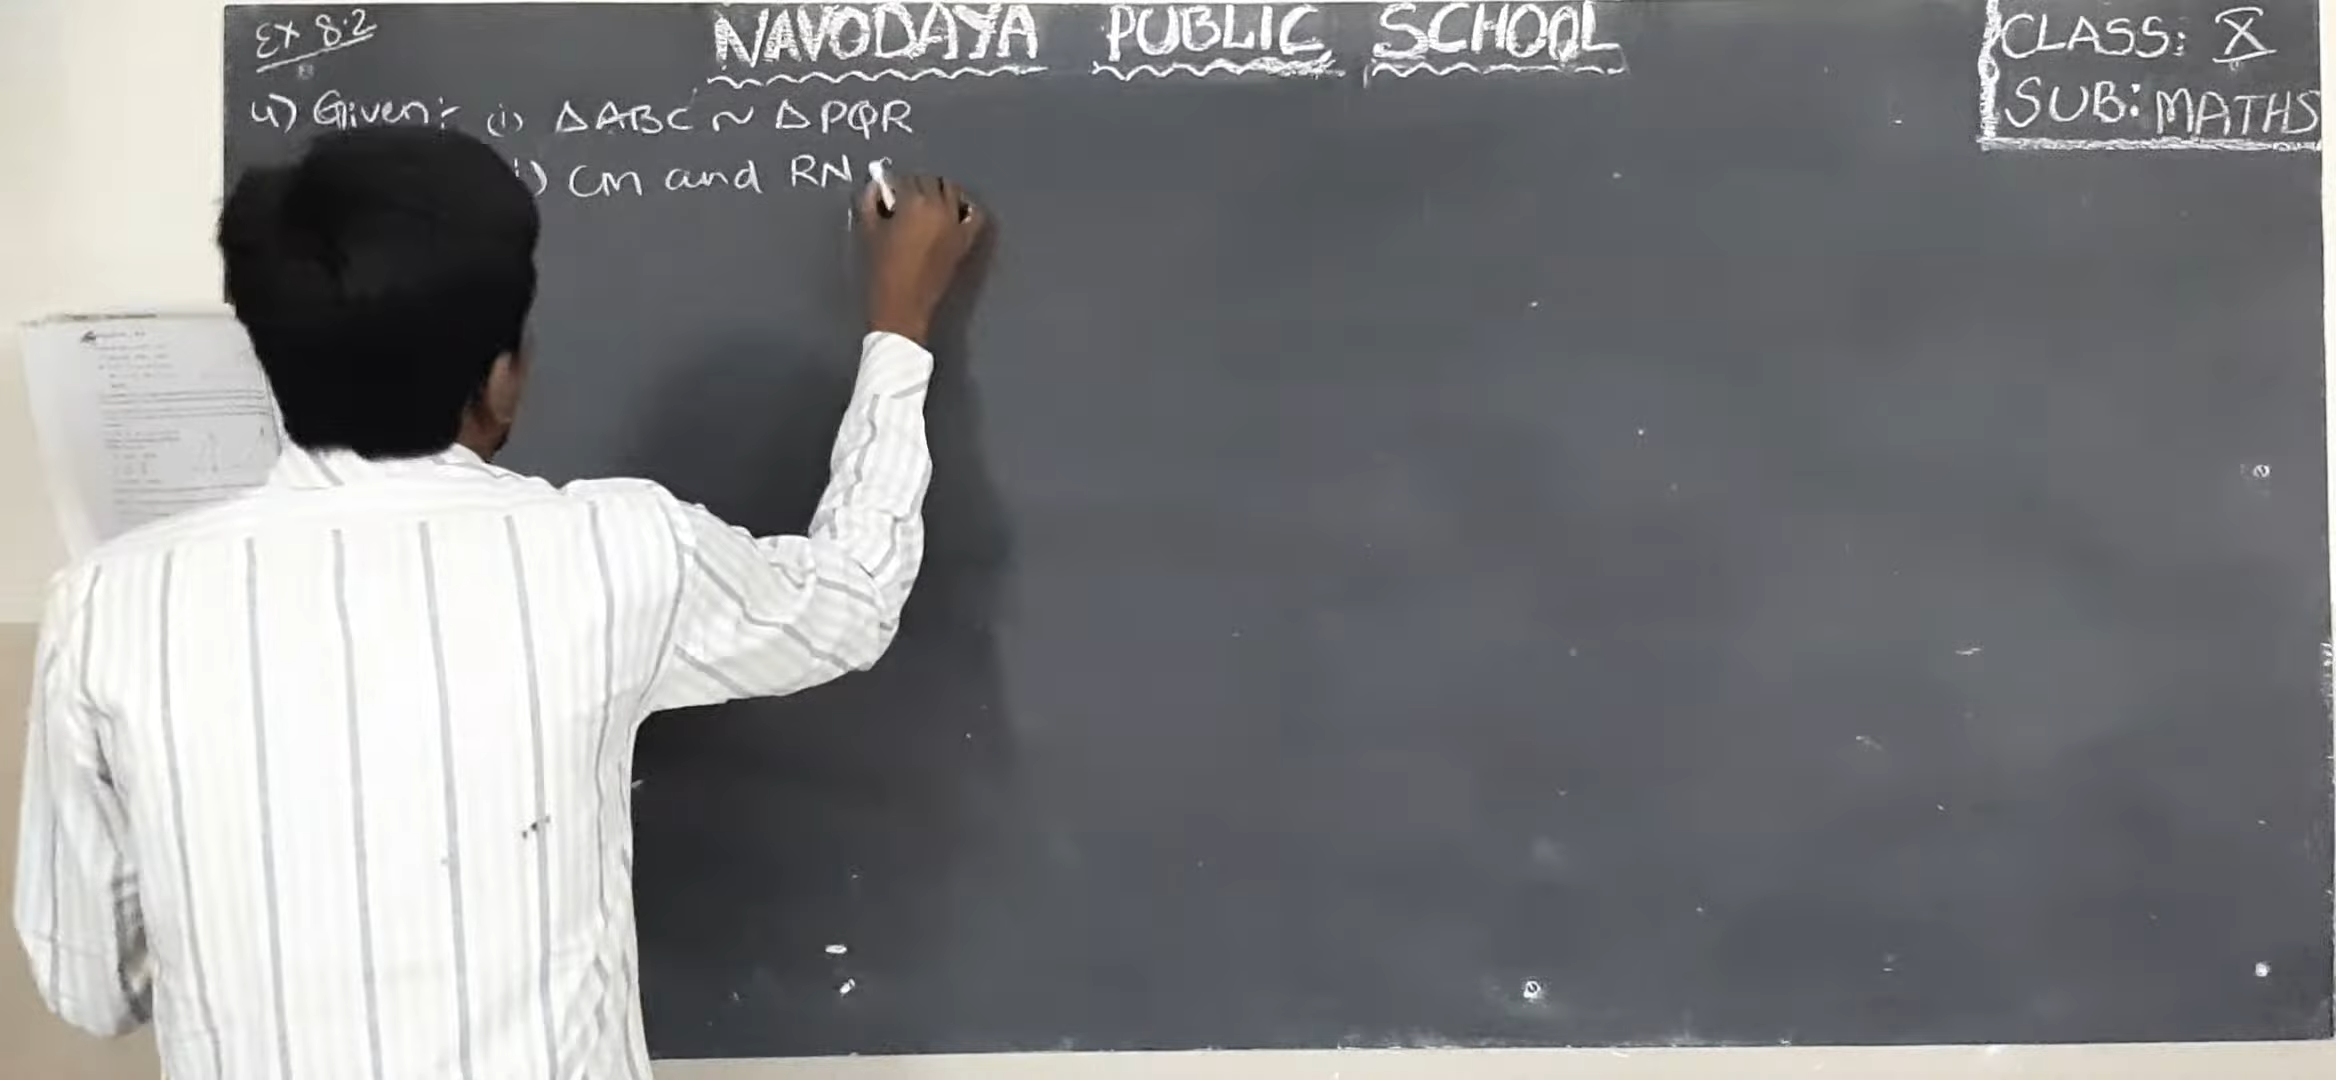 Ex 8.2
NAVODAYA PUBLIC SCHOOL
CLASS: X
SUB: MATHS
4) Given:- (i) ΔABC ~ ΔPQR
i) CM and RN